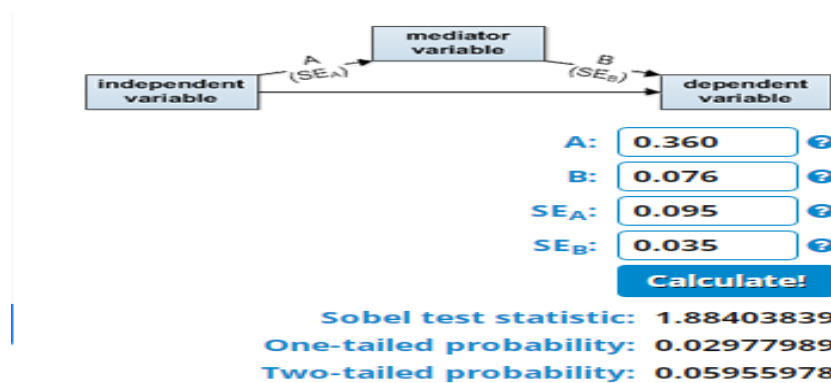 mediator
variable
A
(SEA)
B
(SEB)
independent
variable
dependent
variable
A: 0.360 ?
B: 0.076 ?
SEA: 0.095 ?
SEB: 0.035 ?
Calculate!
Sobel test statistic: 1.88403839
One-tailed probability: 0.02977989
Two-tailed probability: 0.05955978